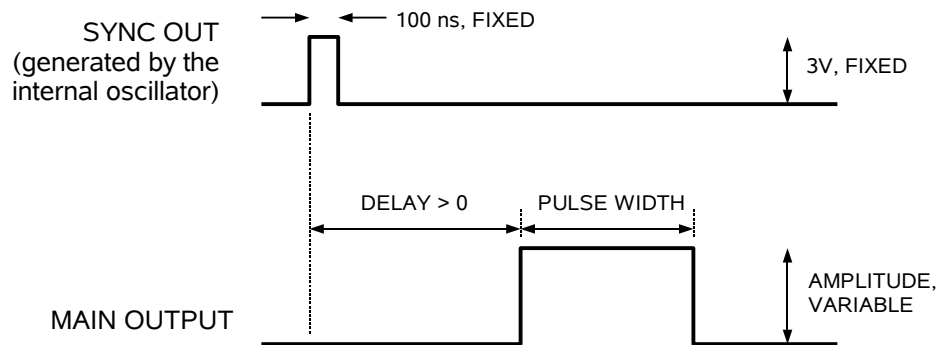 SYNC OUT
(generated by the
internal oscillator)
100 ns, FIXED
3V, FIXED
DELAY > 0
PULSE WIDTH
AMPLITUDE,
VARIABLE
MAIN OUTPUT